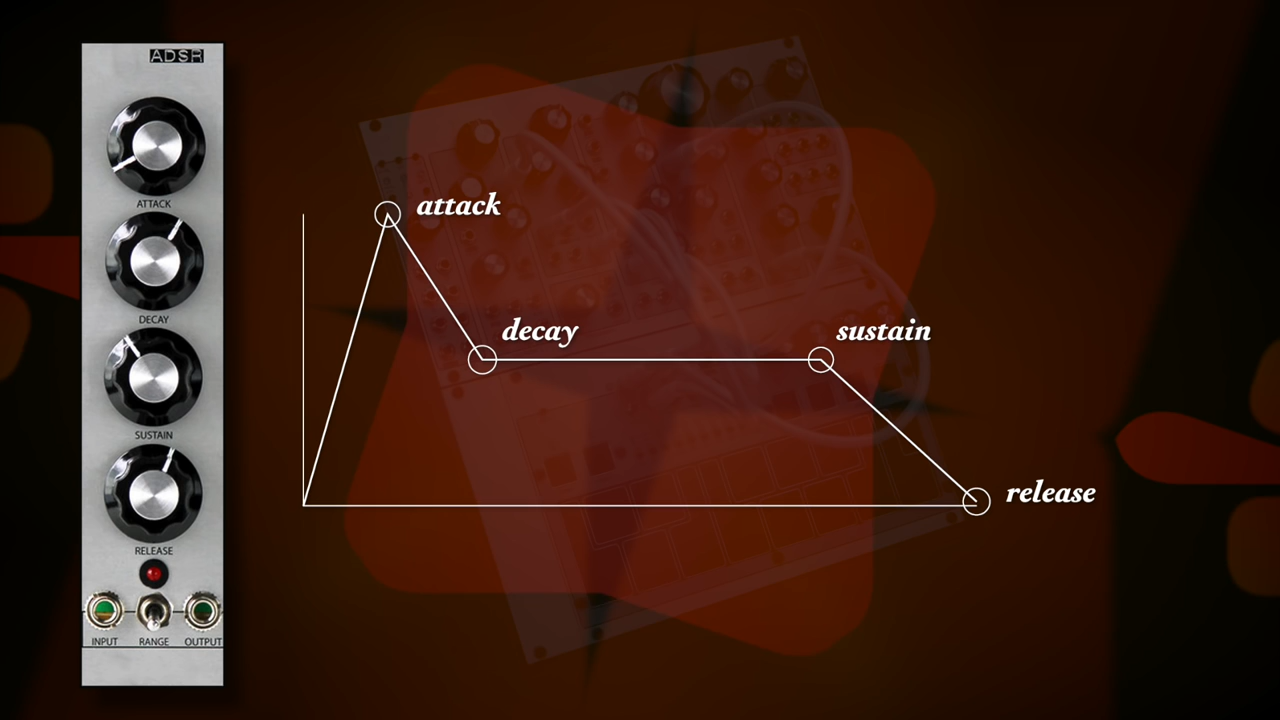 ADSR
ATTACK
DECAY
SUSTAIN
RELEASE
INPUT RANGE OUTPUT
attack
decay
sustain
release